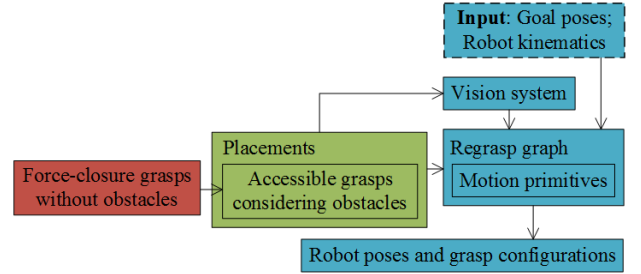 Input: Goal poses;
Robot kinematics
Vision system
Placements
Regrasp graph
Force-closure grasps
without obstacles
Accessible grasps
considering obstacles
Motion primitives
Robot poses and grasp configurations